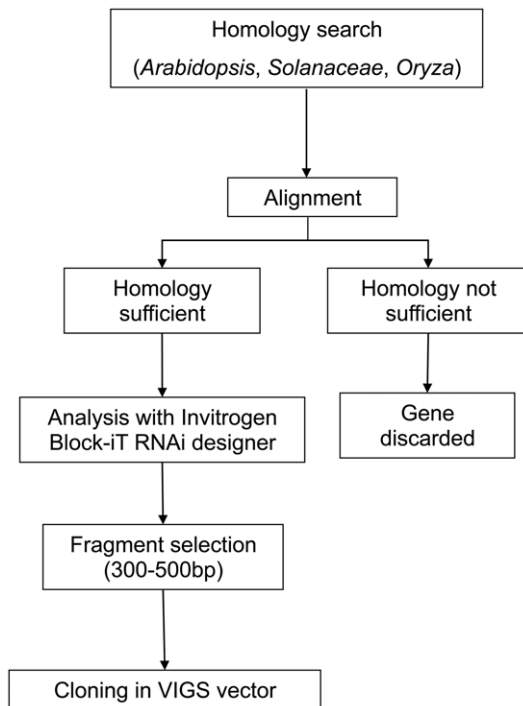 Homology search
(Arabidopsis, Solanaceae, Oryza)
Alignment
Homology
sufficient
Homology not
sufficient
Analysis with Invitrogen
Block-iT RNAi designer
Gene
discarded
Fragment selection
(300-500bp)
Cloning in VIGS vector